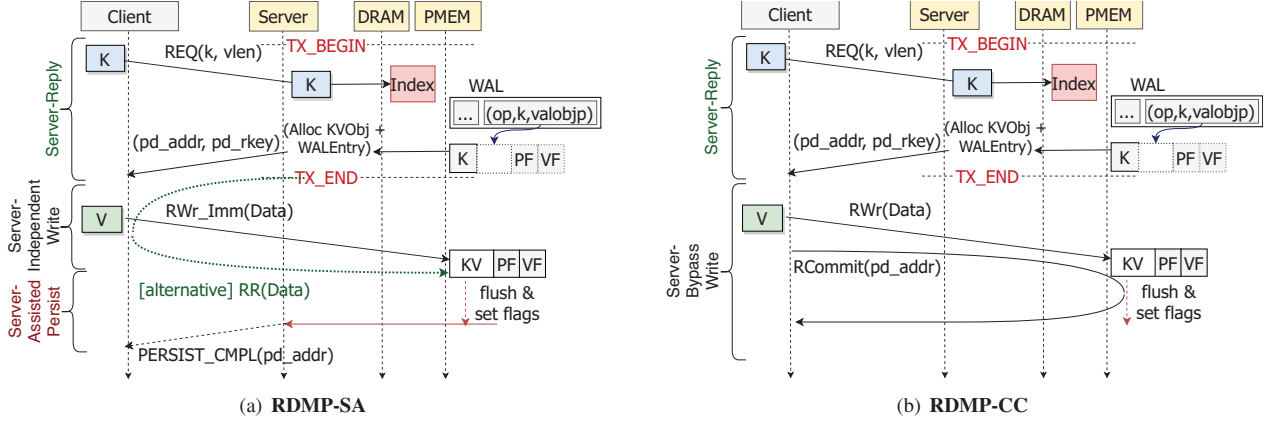 Client
Server
DRAM
PMEM
TX_BEGIN
K
REQ(k, vlen)
K
Index
WAL
...
(op,k,valobjp)
(pd_addr, pd_rkey)
(Alloc KVObj +
WALEntry)
K
PF
VF
TX_END
Server-Reply
V
RWr_Imm(Data)
KV
PF
VF
Server-
Independent
Write
[alternative] RR(Data)
flush &
set flags
Server-
Assisted
Persist
PERSIST_CMPL(pd_addr)
(a) RDMP-SA
Client
Server
DRAM
PMEM
TX_BEGIN
K
REQ(k, vlen)
K
Index
WAL
...
(op,k,valobjp)
(pd_addr, pd_rkey)
(Alloc KVObj +
WALEntry)
K
PF
VF
TX_END
Server-Reply
V
RWr(Data)
RCommit(pd_addr)
KV
PF
VF
flush &
set flags
Server-
Bypass
Write
(b) RDMP-CC